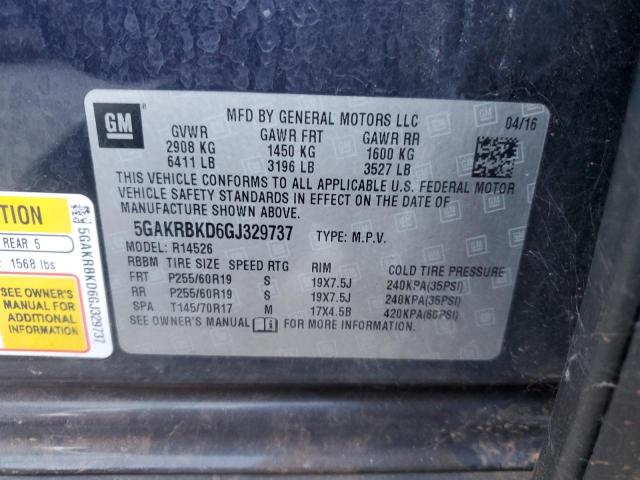 GM
MFD BY GENERAL MOTORS LLC
04/16
GVWR GAWR FRT GAWR RR
2908 KG 1450 KG 1600 KG
6411 LB 3196 LB 3527 LB
THIS VEHICLE CONFORMS TO ALL APPLICABLE U.S. FEDERAL MOTOR
VEHICLE SAFETY STANDARDS IN EFFECT ON THE DATE OF
MANUFACTURE SHOWN ABOVE.
5GAKRBKD6GJ329737 TYPE: M.P.V.
MODEL: R14526
RBBM TIRE SIZE SPEED RTG RIM COLD TIRE PRESSURE
FRT P255/60R19 S 19X7.5J 240KPA(35PSI)
RR P255/60R19 S 19X7.5J 240KPA(35PSI)
SPA T145/70R17 M 17X4.5B 420KPA(60PSI)
SEE OWNER'S MANUAL FOR MORE INFORMATION.
TION
REAR 5
1568 lbs
SEE OWNER'S
MANUAL FOR
ADDITIONAL
INFORMATION
5GAKRBKD6GJ329737